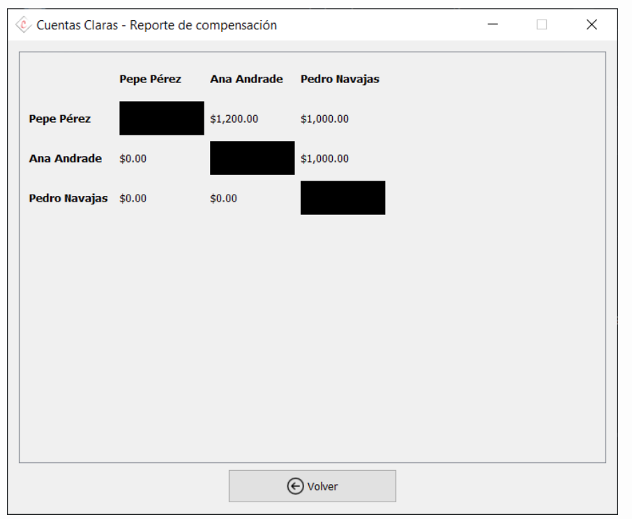 Cuentas Claras - Reporte de compensación
Pepe Pérez Ana Andrade Pedro Navajas
Pepe Pérez $1,200.00 $1,000.00
Ana Andrade $0.00 $1,000.00
Pedro Navajas $0.00 $0.00
Volver